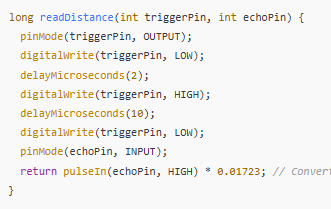 long readDistance(int triggerPin, int echoPin) {
pinMode(triggerPin, OUTPUT);
digitalWrite(triggerPin, LOW);
delayMicroseconds(2);
digitalWrite(triggerPin, HIGH);
delayMicroseconds(10);
digitalWrite(triggerPin, LOW);
pinMode(echoPin, INPUT);
return pulseIn(echoPin, HIGH) * 0.01723; // Conver
}